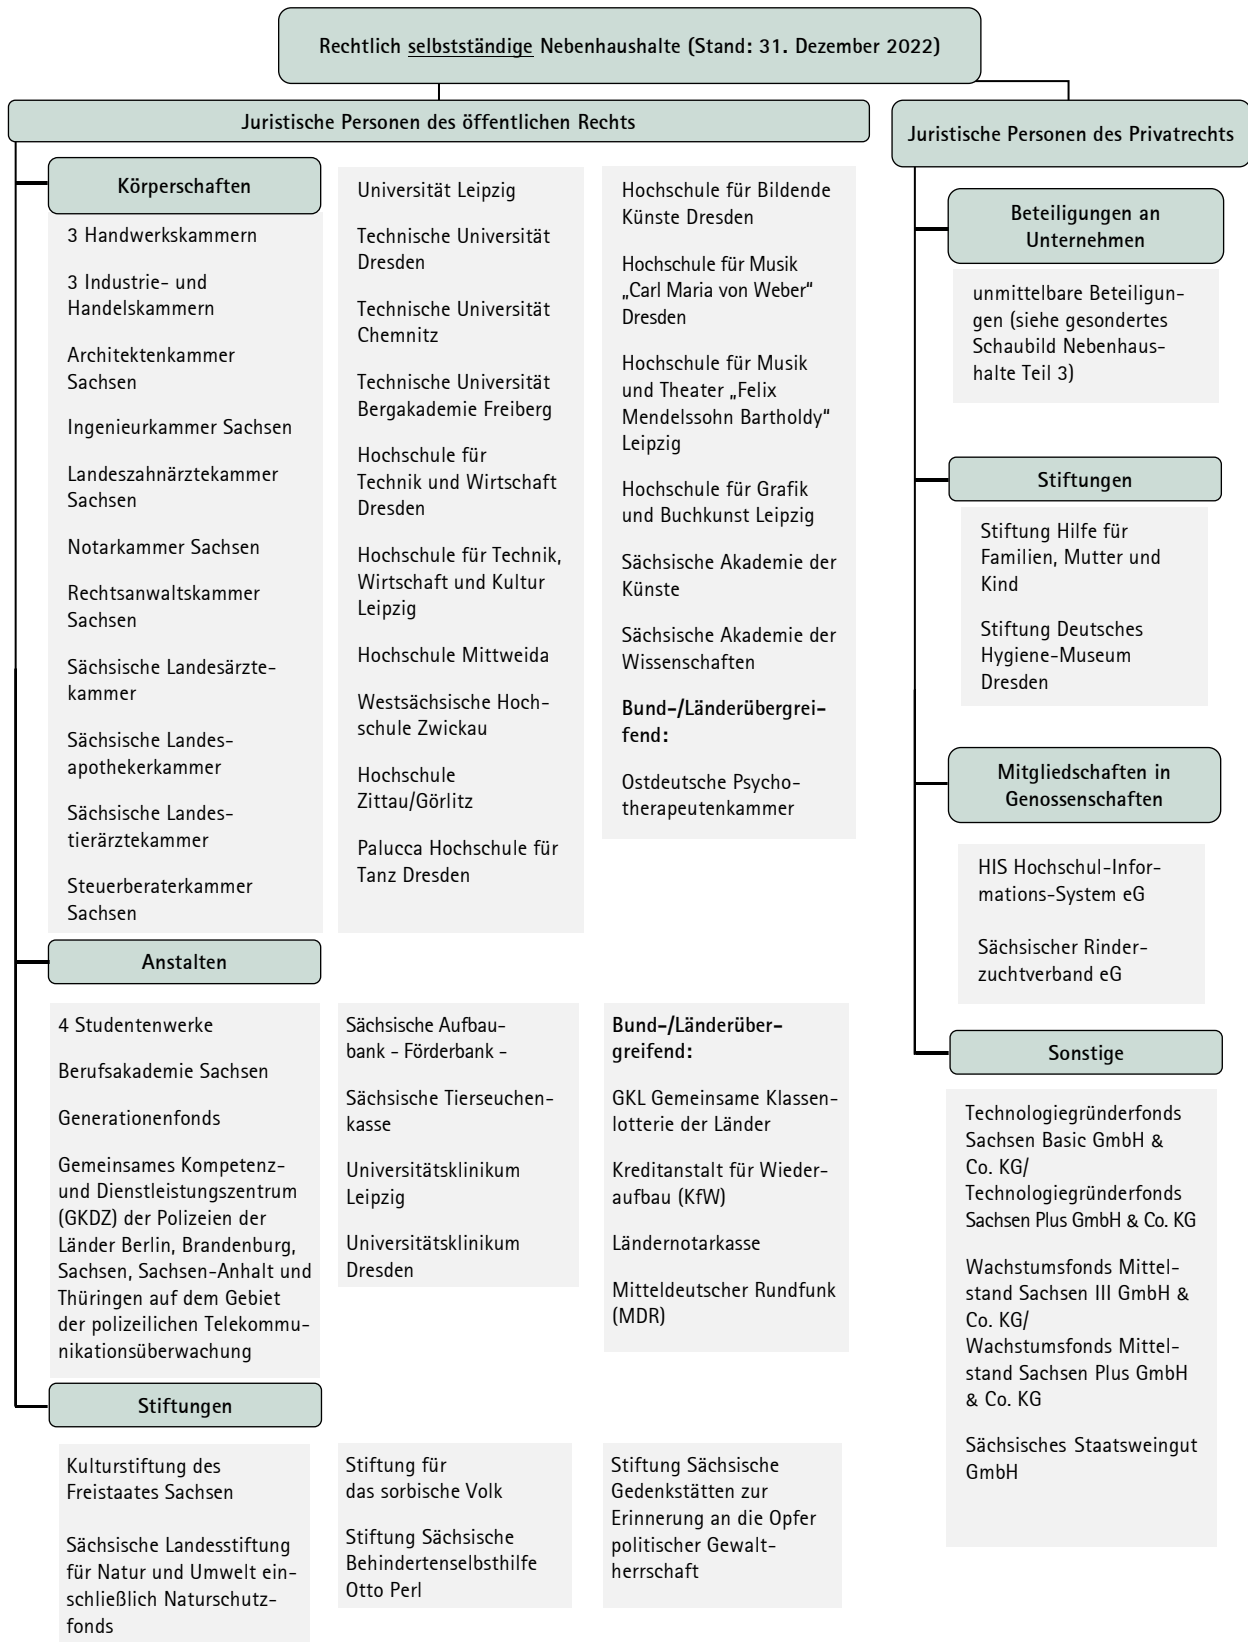 Rechtlich selbstständige Nebenhaushalte (Stand: 31. Dezember 2022)
Juristische Personen des öffentlichen Rechts
Körperschaften
3 Handwerkskammern
3 Industrie- und
Handelskammern
Architektenkammer
Sachsen
Ingenieurkammer Sachsen
Landeszahnärztekammer
Sachsen
Notarkammer Sachsen
Rechtsanwaltskammer
Sachsen
Sächsische Landesärzte-
kammer
Sächsische Landes-
apothekerkammer
Sächsische Landes-
tierärztekammer
Steuerberaterkammer
Sachsen
Universität Leipzig
Technische Universität
Dresden
Technische Universität
Chemnitz
Technische Universität
Bergakademie Freiberg
Hochschule für
Technik und Wirtschaft
Dresden
Hochschule für Technik,
Wirtschaft und Kultur
Leipzig
Hochschule Mittweida
Westsächsische Hoch-
schule Zwickau
Hochschule
Zittau/Görlitz
Palucca Hochschule für
Tanz Dresden
Hochschule für Bildende
Künste Dresden
Hochschule für Musik
„Carl Maria von Weber“
Dresden
Hochschule für Musik
und Theater „Felix
Mendelssohn Bartholdy“
Leipzig
Hochschule für Grafik
und Buchkunst Leipzig
Sächsische Akademie der
Künste
Sächsische Akademie der
Wissenschaften
Bund-/Länderübergrei-
fend:
Ostdeutsche Psycho-
therapeutenkammer
Anstalten
4 Studentenwerke
Berufsakademie Sachsen
Generationenfonds
Gemeinsames Kompetenz-
und Dienstleistungszentrum
(GKDZ) der Polizeien der
Länder Berlin, Brandenburg,
Sachsen, Sachsen-Anhalt und
Thüringen auf dem Gebiet
der polizeilichen Telekommu-
nikationsüberwachung
Sächsische Aufbau-
bank - Förderbank -
Sächsische Tierseuchen-
kasse
Universitätsklinikum
Leipzig
Universitätsklinikum
Dresden
Bund-/Länderüber-
greifend:
GKL Gemeinsame Klassen-
lotterie der Länder
Kreditanstalt für Wieder-
aufbau (KfW)
Ländernotarkasse
Mitteldeutscher Rundfunk
(MDR)
Stiftungen
Kulturstiftung des
Freistaates Sachsen
Sächsische Landesstiftung
für Natur und Umwelt ein-
schließlich Naturschutz-
fonds
Stiftung für
das sorbische Volk
Stiftung Sächsische
Behindertenselbsthilfe
Otto Perl
Stiftung Sächsische
Gedenkstätten zur
Erinnerung an die Opfer
politischer Gewalt-
herrschaft
Juristische Personen des Privatrechts
Beteiligungen an
Unternehmen
unmittelbare Beteiligun-
gen (siehe gesondertes
Schaubild Nebenhaus-
halte Teil 3)
Stiftungen
Stiftung Hilfe für
Familien, Mutter und
Kind
Stiftung Deutsches
Hygiene-Museum
Dresden
Mitgliedschaften in
Genossenschaften
HIS Hochschul-Infor-
mations-System eG
Sächsischer Rinder-
zuchtverband eG
Sonstige
Technologiegründerfonds
Sachsen Basic GmbH &
Co. KG/
Technologiegründerfonds
Sachsen Plus GmbH & Co. KG
Wachstumsfonds Mittel-
stand Sachsen III GmbH &
Co. KG/
Wachstumsfonds Mittel-
stand Sachsen Plus GmbH
& Co. KG
Sächsisches Staatsweingut
GmbH